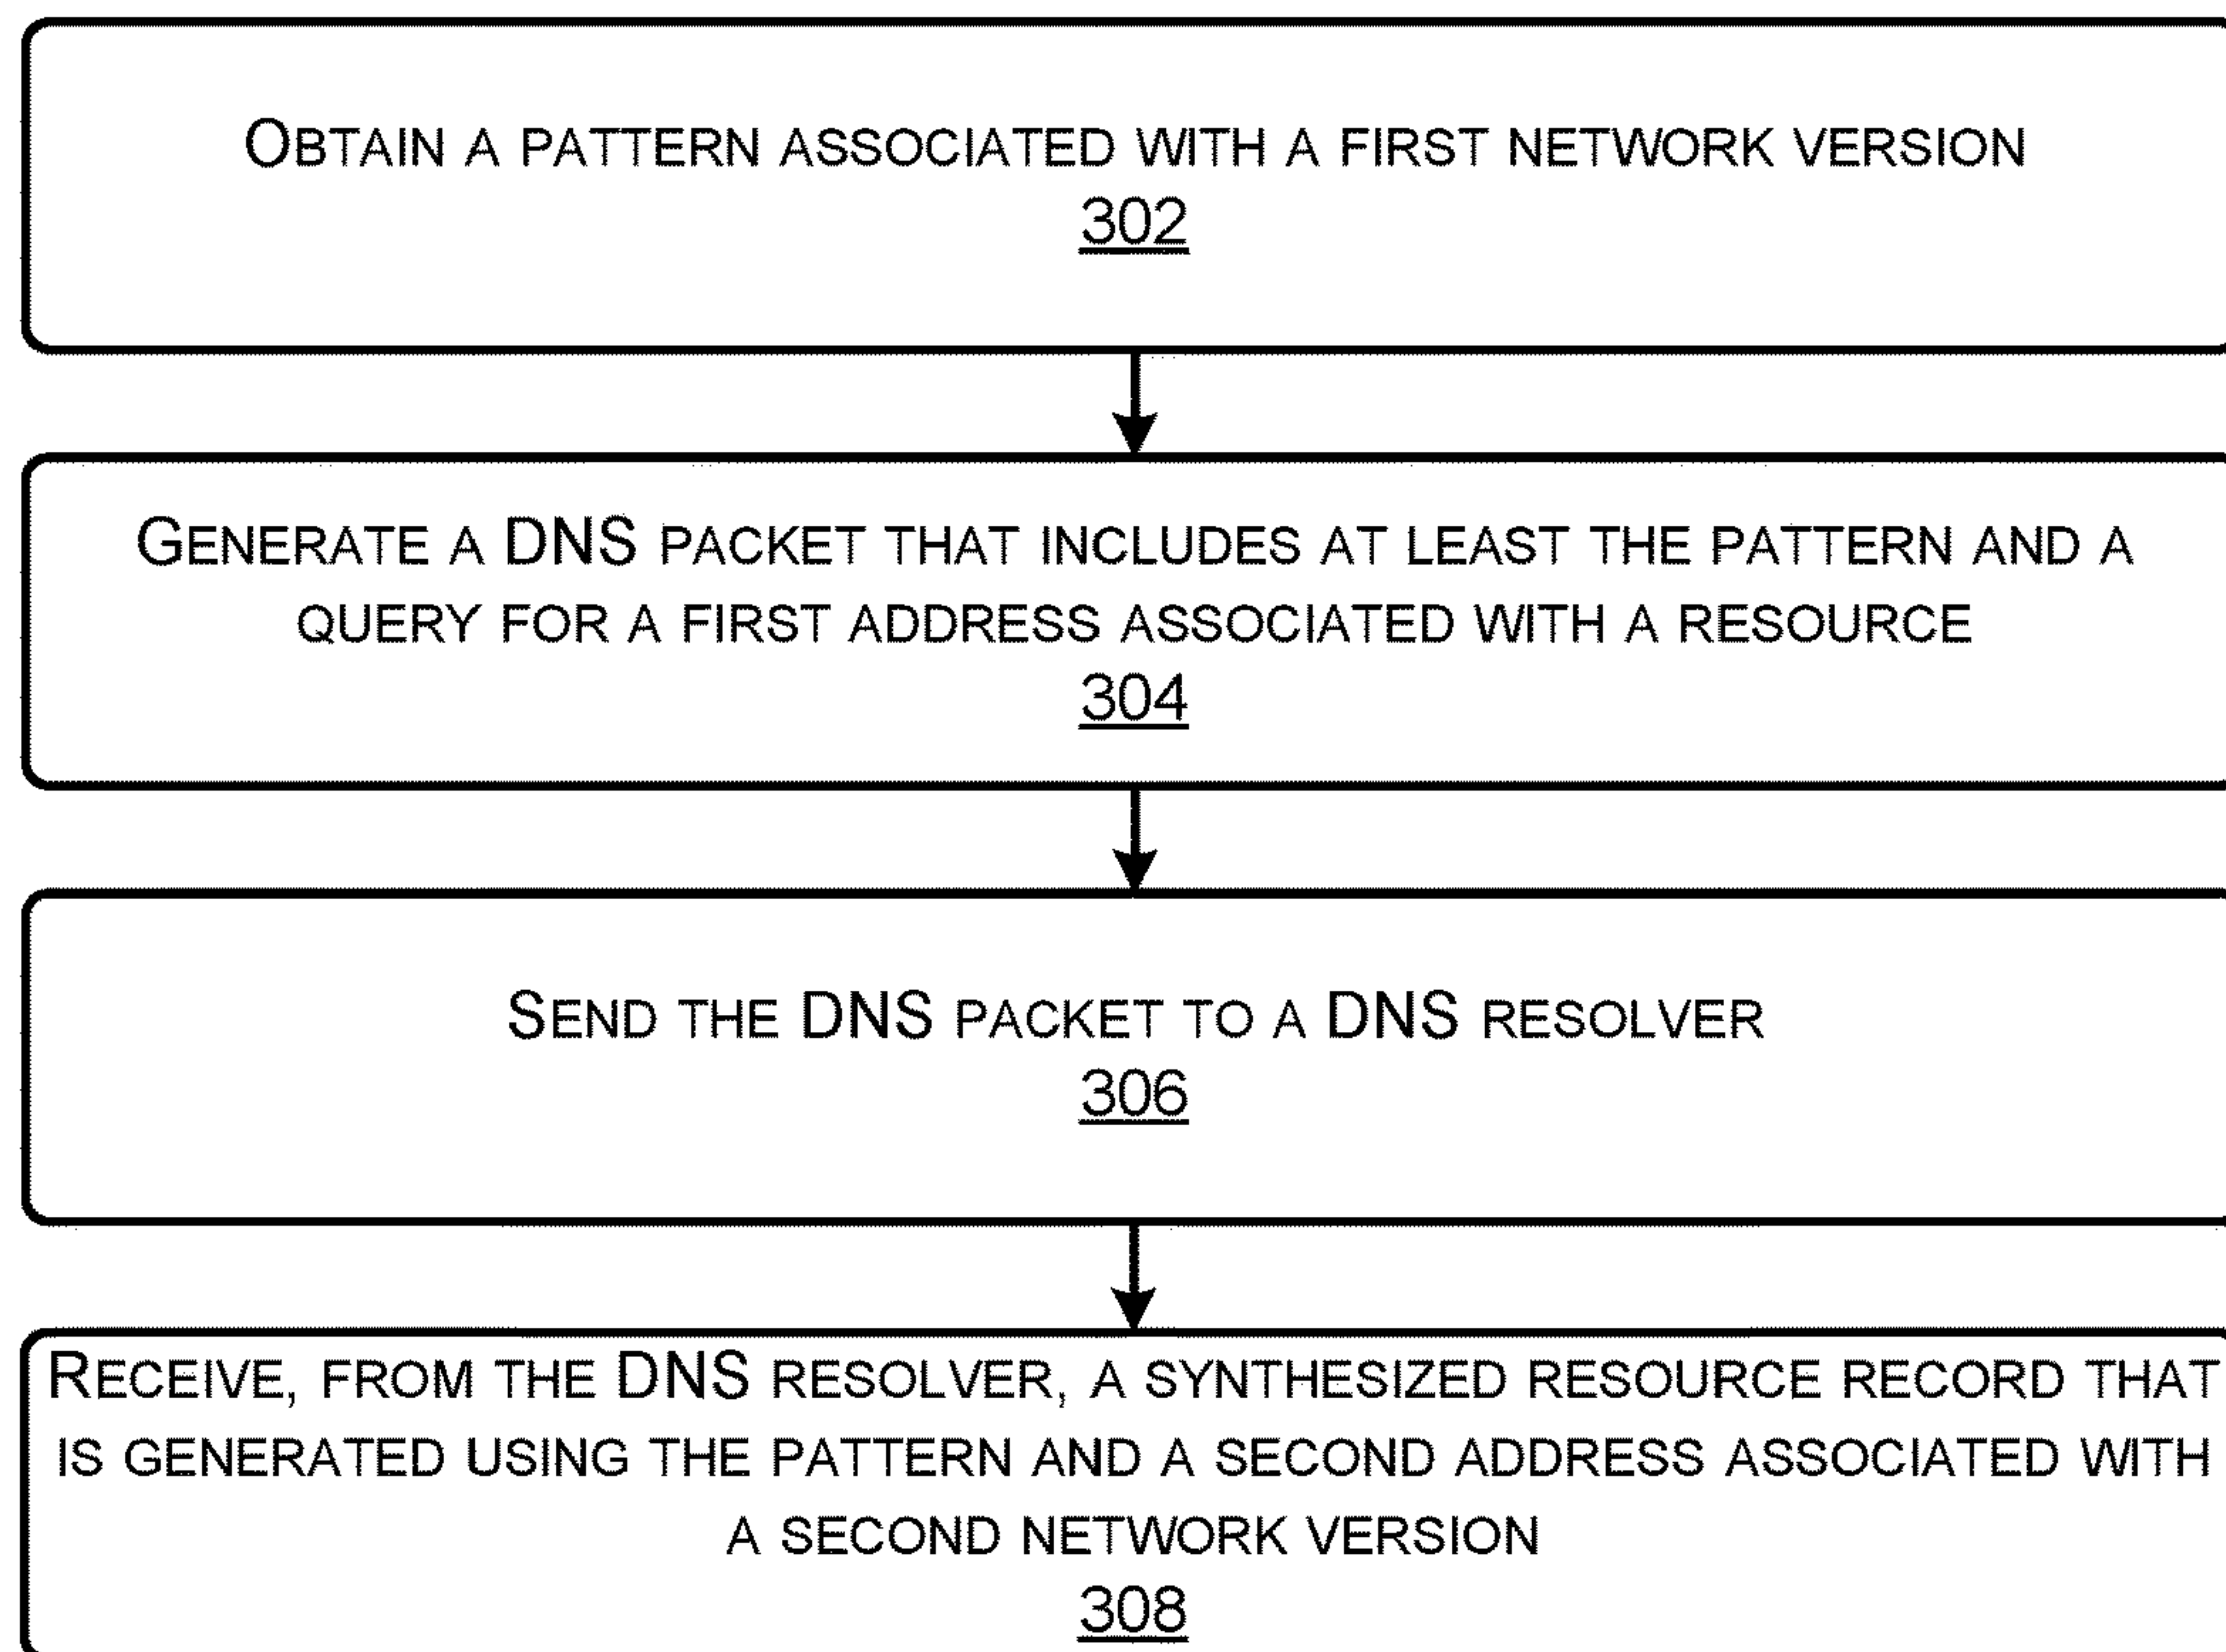 OBTAIN A PATTERN ASSOCIATED WITH A FIRST NETWORK VERSION
302
GENERATE A DNS PACKET THAT INCLUDES AT LEAST THE PATTERN AND A
QUERY FOR A FIRST ADDRESS ASSOCIATED WITH A RESOURCE
304
SEND THE DNS PACKET TO A DNS RESOLVER
306
RECEIVE, FROM THE DNS RESOLVER, A SYNTHESIZED RESOURCE RECORD THAT
IS GENERATED USING THE PATTERN AND A SECOND ADDRESS ASSOCIATED WITH
A SECOND NETWORK VERSION
308